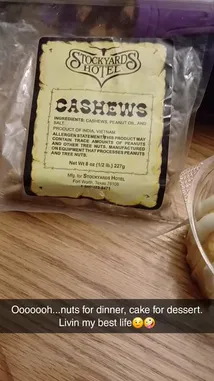 STOCKYARDS
HOTEL
CASHEWS
INGREDIENTS: CASHEWS, PEANUT OIL, AND
SALT.
PRODUCT OF INDIA, VIETNAM
ALLERGEN STATEMENT: THIS PRODUCT MAY
CONTAIN TRACE AMOUNTS OF PEANUTS
AND OTHER TREE NUTS. MANUFACTURED
ON EQUIPMENT THAT PROCESSES PEANUTS
AND TREE NUTS.
Net Wt 8 oz (1/2 lb.) 227g
Mfg. for STOCKYARDS HOTEL
Fort Worth, Texas
Ooooooh...nuts for dinner, cake for dessert.
Livin my best life😉🤣